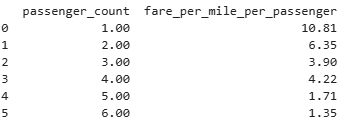 passenger_count fare_per_mile_per_passenger
0 1.00 10.81
1 2.00 6.35
2 3.00 3.90
3 4.00 4.22
4 5.00 1.71
5 6.00 1.35